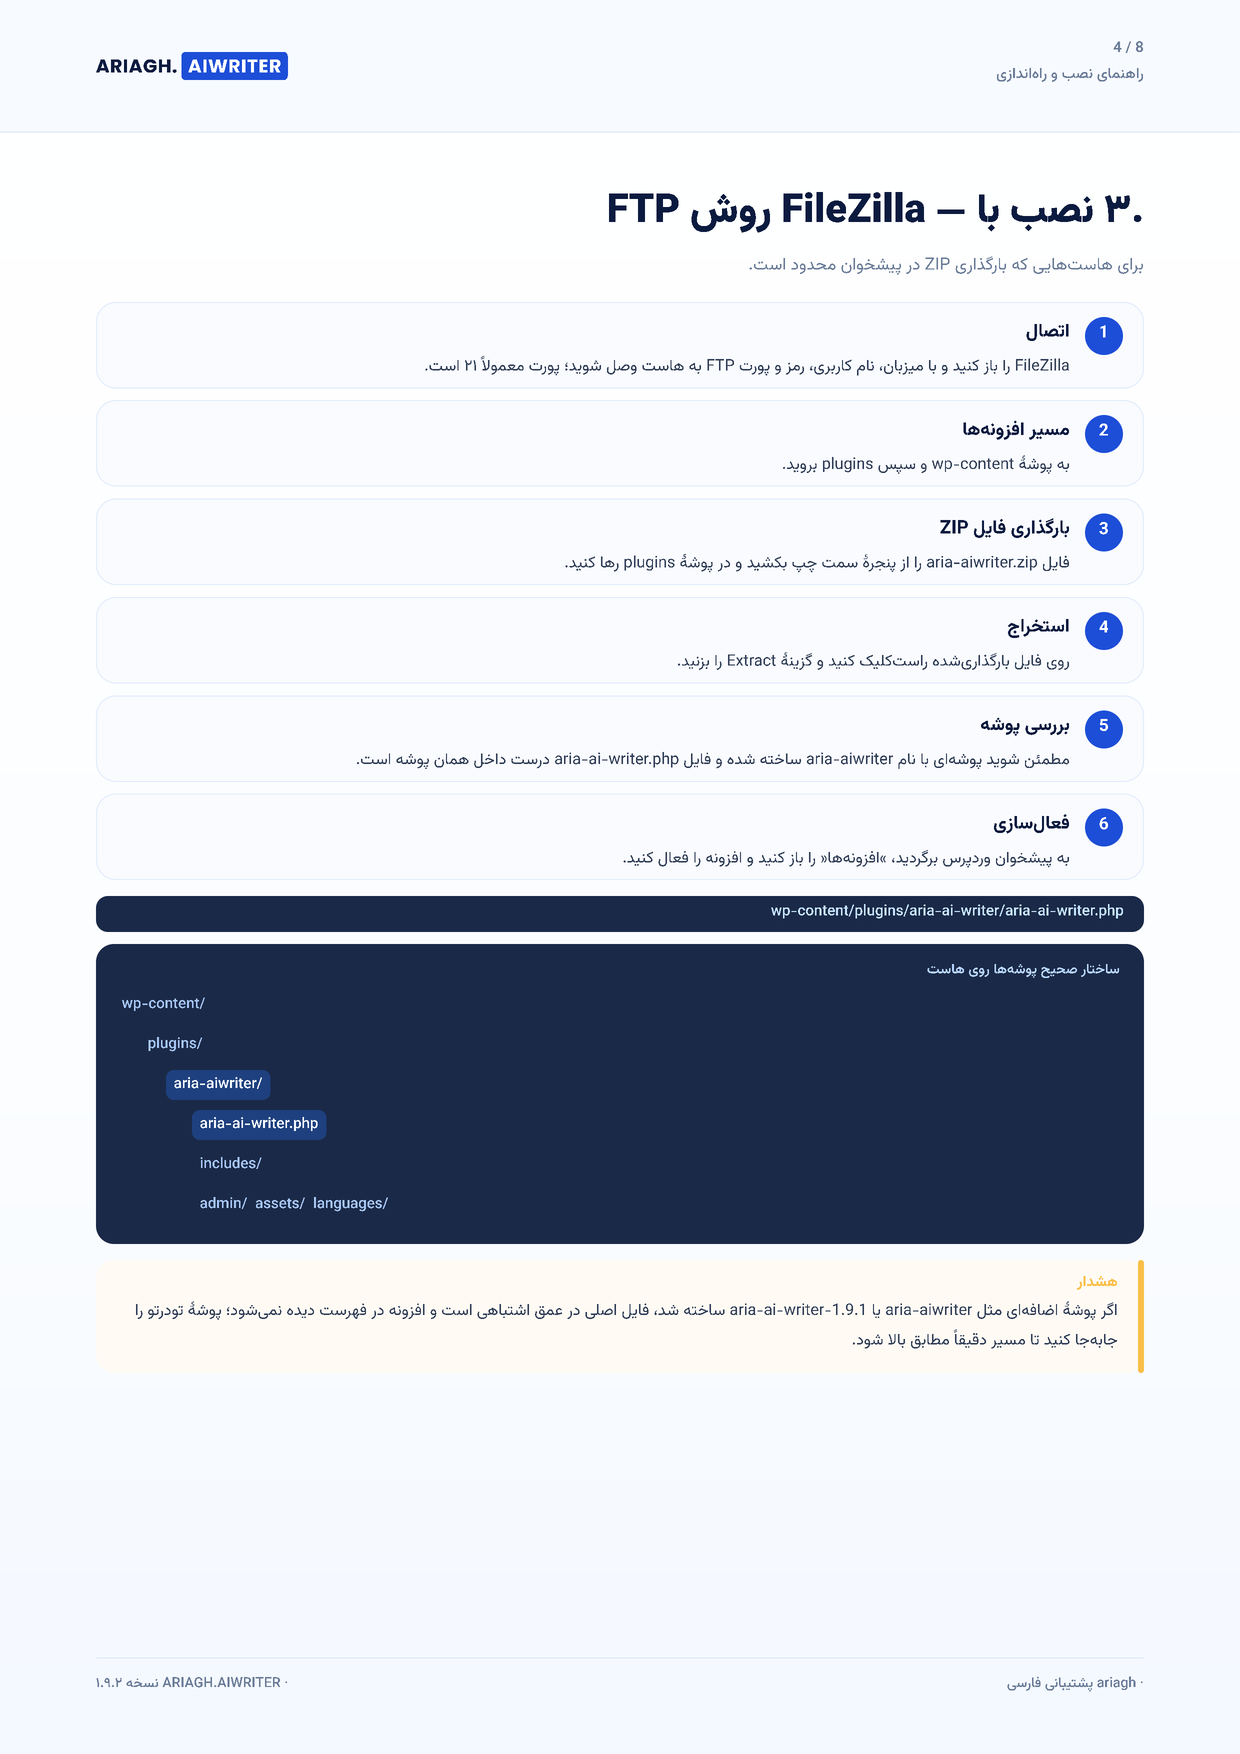 4 / 8
راهنمای نصب و راه‌اندازی
ARIAGH. AIWRITER
.۳ نصب با FileZilla — روش FTP
برای هاست‌هایی که بارگذاری ZIP در پیشخوان محدود است.
1
اتصال
FileZilla را باز کنید و با میزبان، نام کاربری، رمز و پورت FTP به هاست وصل شوید؛ پورت معمولاً ۲۱ است.
2
مسیر افزونه‌ها
به پوشهٔ wp-content و سپس plugins بروید.
3
بارگذاری فایل ZIP
فایل aria-aiwriter.zip را از پنجرهٔ سمت چپ بکشید و در پوشهٔ plugins رها کنید.
4
استخراج
روی فایل بارگذاری‌شده راست‌کلیک کنید و گزینهٔ Extract را بزنید.
5
بررسی پوشه
مطمئن شوید پوشه‌ای با نام aria-aiwriter ساخته شده و فایل aria-ai-writer.php درست داخل همان پوشه است.
6
فعال‌سازی
به پیشخوان وردپرس برگردید، «افزونه‌ها» را باز کنید و افزونه را فعال کنید.
wp-content/plugins/aria-ai-writer/aria-ai-writer.php
ساختار صحیح پوشه‌ها روی هاست
wp-content/
plugins/
aria-aiwriter/
aria-ai-writer.php
includes/
admin/ assets/ languages/
هشدار
اگر پوشهٔ اضافه‌ای مثل aria-aiwriter یا aria-ai-writer-1.9.1 ساخته شد، فایل اصلی در عمق اشتباهی است و افزونه در فهرست دیده نمی‌شود؛ پوشهٔ تودرتو را
جابه‌جا کنید تا مسیر دقیقاً مطابق بالا شود.
· ariagh پشتیبانی فارسی
· ARIAGH.AIWRITER نسخه ۱.۹.۲